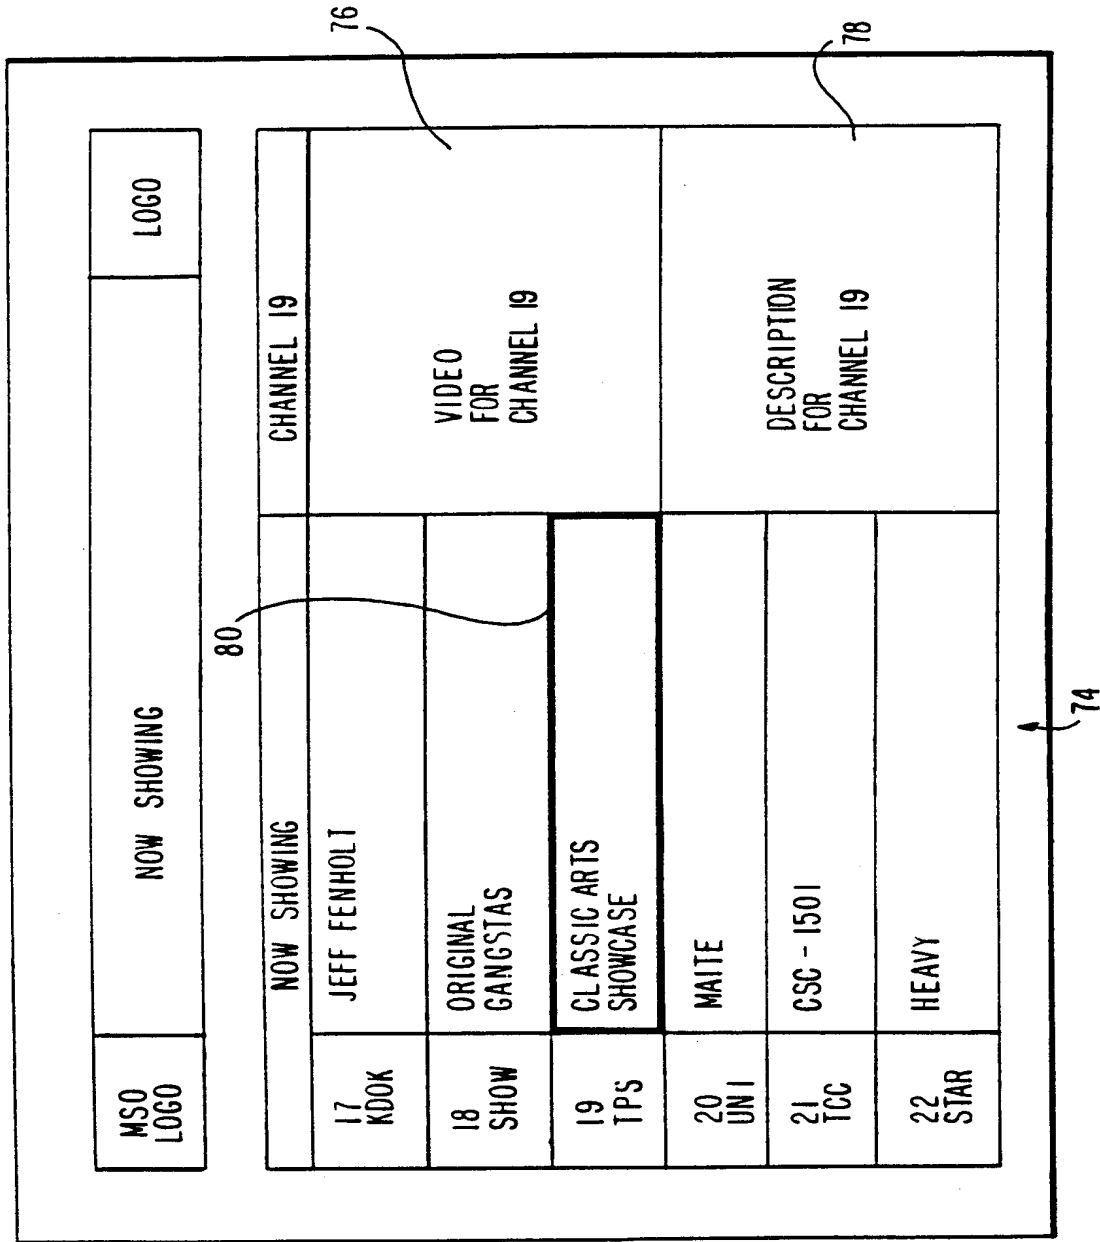 MSO
LOGO
NOW SHOWING
LOGO
NOW SHOWING
CHANNEL 19
17
KDOK
JEFF FENHOLT
18
SHOW
ORIGINAL
GANGSTAS
19
TPS
CLASSIC ARTS
SHOWCASE
20
UNI
MAITE
21
TCC
CSC - 1501
22
STAR
HEAVY
VIDEO
FOR
CHANNEL 19
DESCRIPTION
FOR
CHANNEL 19
80
76
78
74